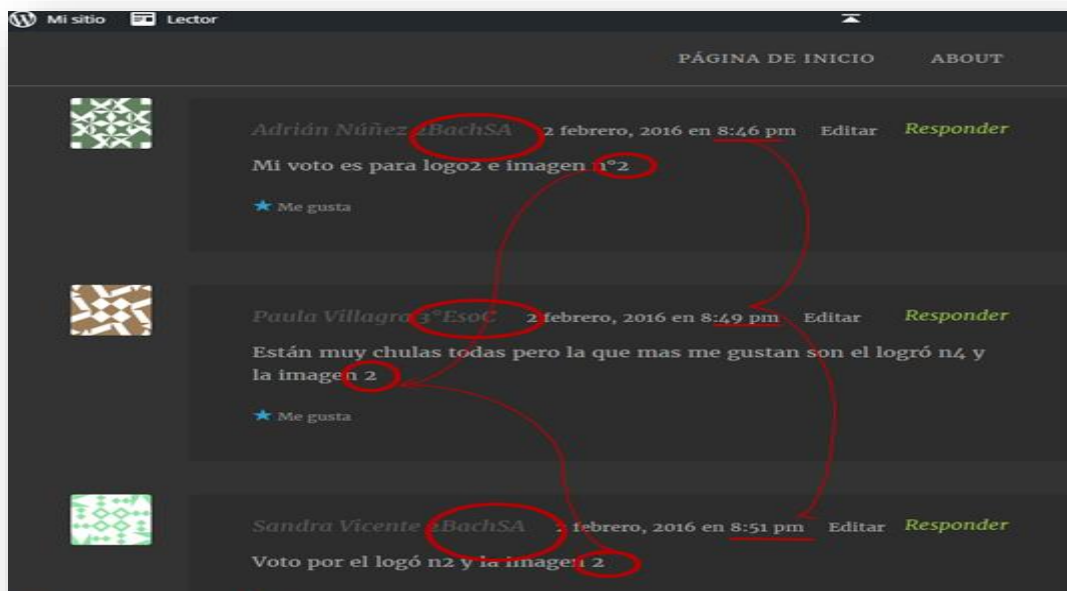 Mi sitio Lector
PÁGINA DE INICIO ABOUT
Adrián Núñez 2BachSA 2 febrero, 2016 en 8:46 pm Editar Responder
Mi voto es para logo2 e imagen nº2
Me gusta
Paula Villagra 3ºEsoC 2 febrero, 2016 en 8:49 pm Editar Responder
Están muy chulas todas pero la que mas me gustan son el logró n4 y
la imagen 2
Me gusta
Sandra Vicente 2BachSA 2 febrero, 2016 en 8:51 pm Editar Responder
Voto por el logó n2 y la imagen 2